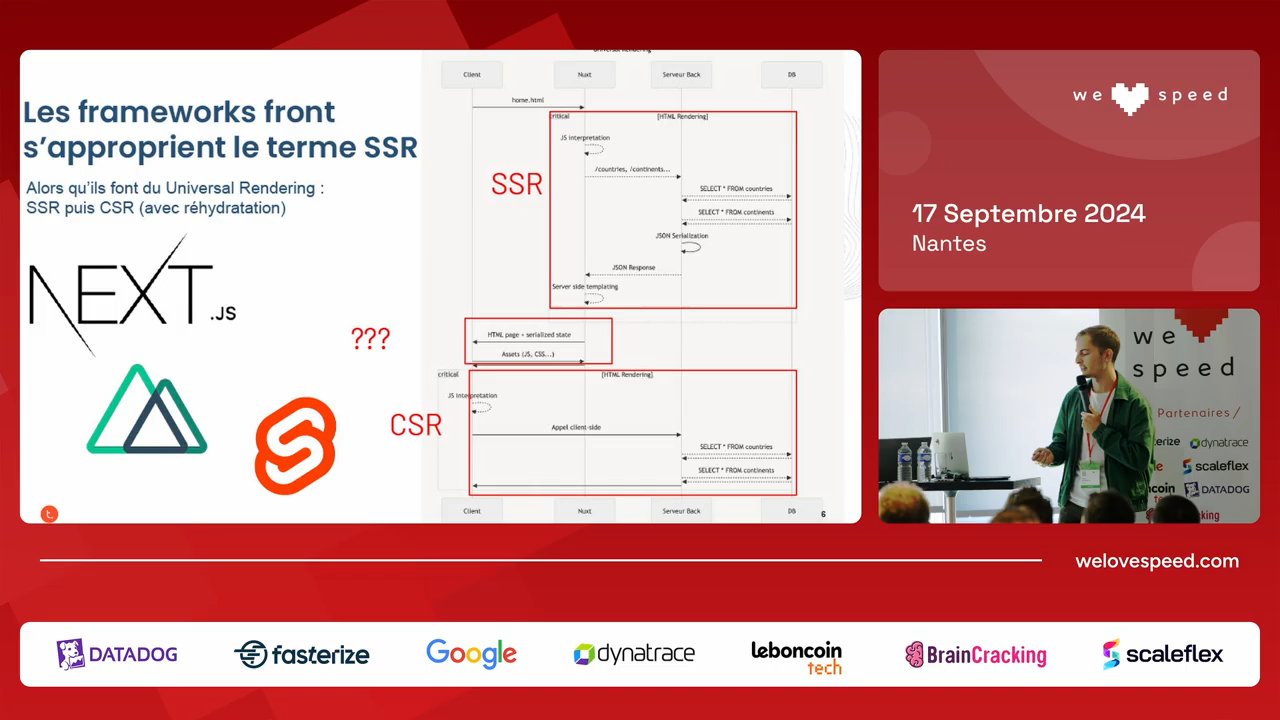 Les frameworks front
s'approprient le terme SSR
Alors qu'ils font du Universal Rendering :
SSR puis CSR (avec réhydratation)
NEXT.JS
???
SSR
CSR
Universal Rendering
Client
Nuxt
Serveur Back
DB
home.html
critical
[HTML Rendering]
JS interpretation
/countries, /continents...
SELECT * FROM countries
SELECT * FROM continents
JSON Serialization
JSON Response
Server side templating
HTML page + serialized state
Assets (JS, CSS...)
critical
[HTML Rendering]
JS Interpretation
Appel client-side
SELECT * FROM countries
SELECT * FROM continents
Client
Nuxt
Serveur Back
DB
t.
6
we speed
17 Septembre 2024
Nantes
we
speed
Partenaires /
dynatrace
scaleflex
DATADOG
welovespeed.com
DATADOG
fasterize
Google
dynatrace
leboncoin
tech
BrainCracking
scaleflex